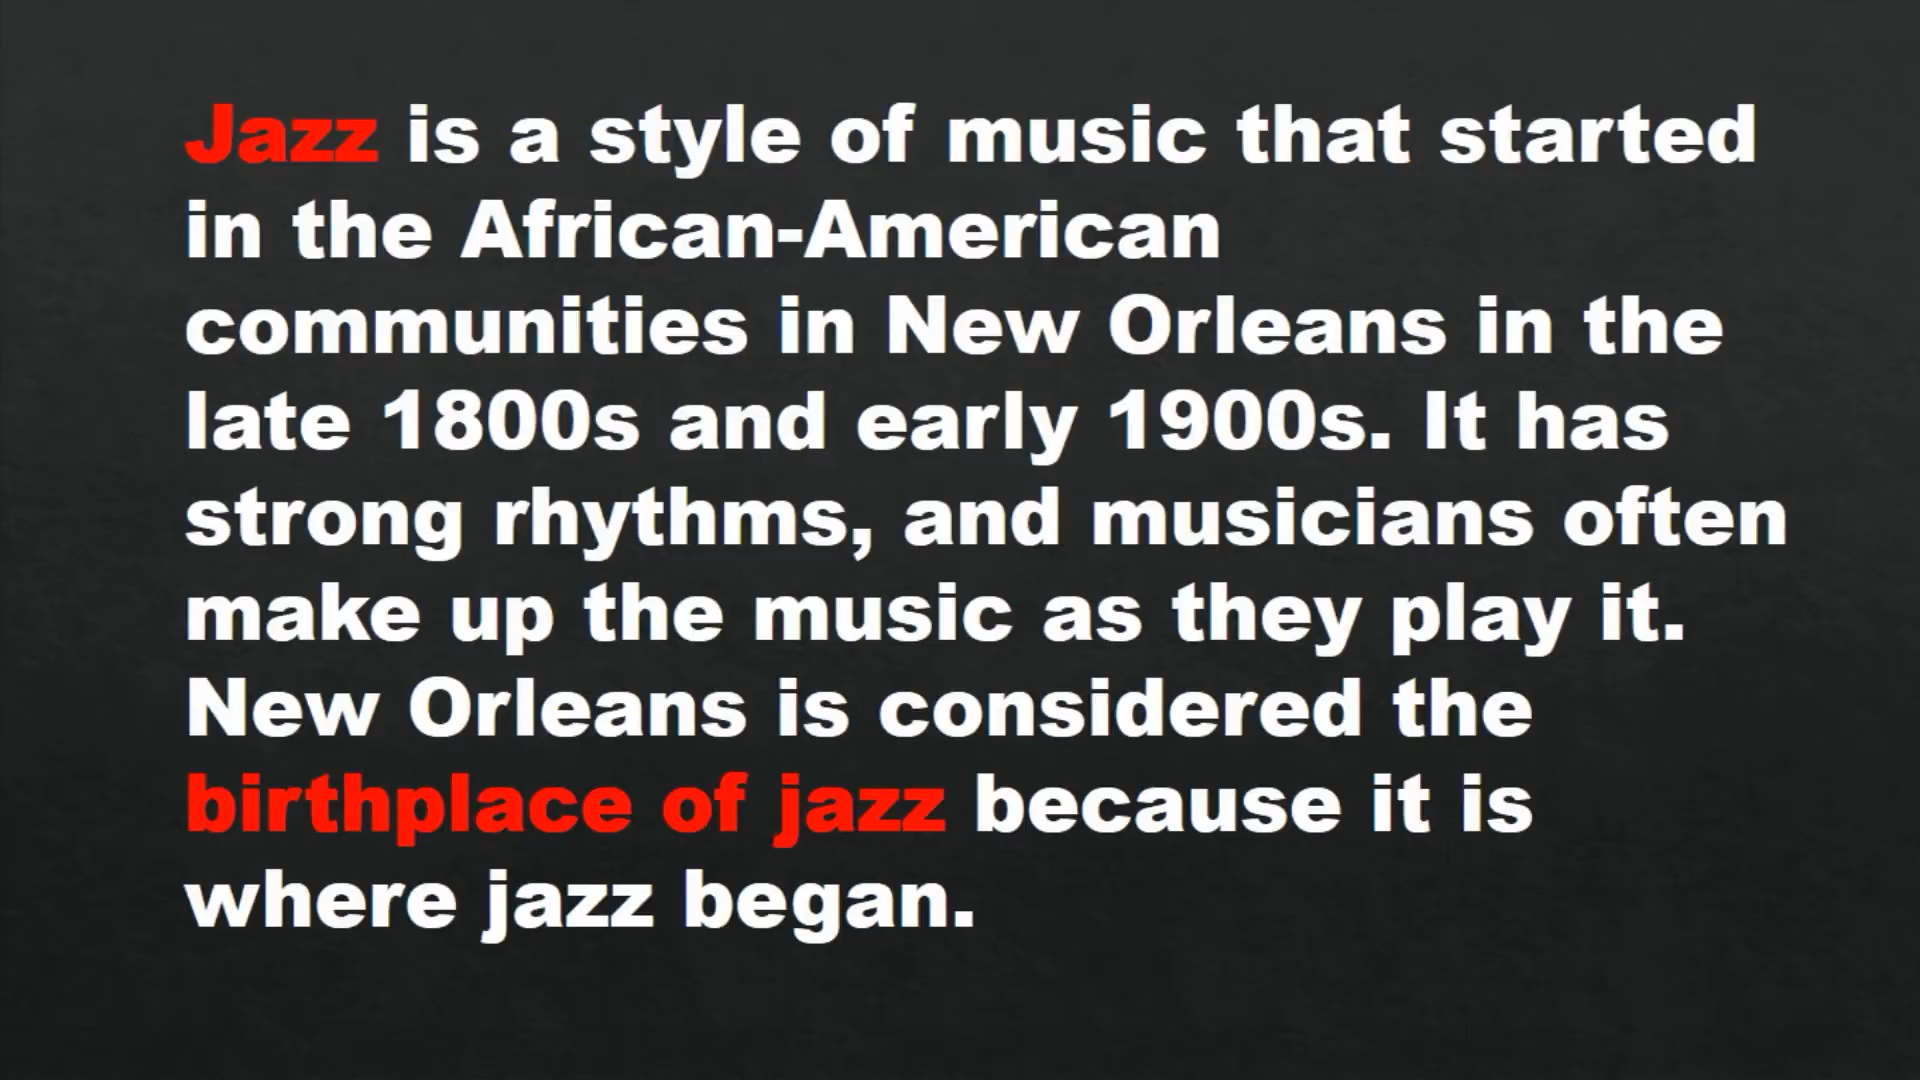 Jazz is a style of music that started
in the African-American
communities in New Orleans in the
late 1800s and early 1900s. It has
strong rhythms, and musicians often
make up the music as they play it.
New Orleans is considered the
birthplace of jazz because it is
where jazz began.